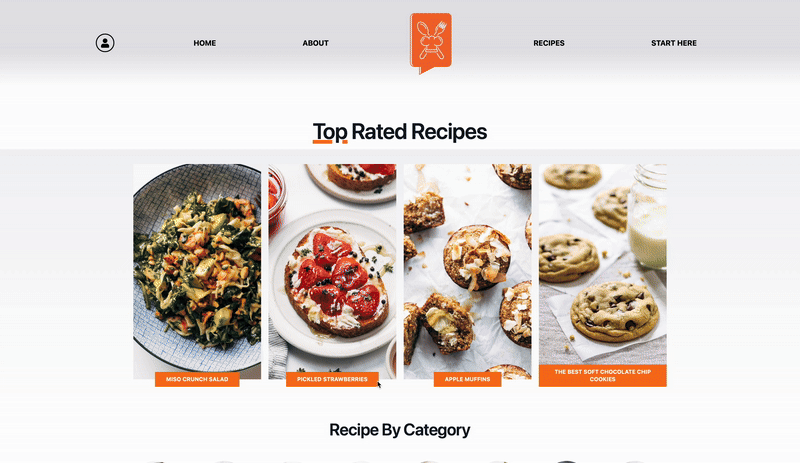 HOME
ABOUT
RECIPES
START HERE
Top Rated Recipes
MISO CRUNCH SALAD
PICKLED STRAWBERRIES
APPLE MUFFINS
THE BEST SOFT CHOCOLATE CHIP
COOKIES
Recipe By Category